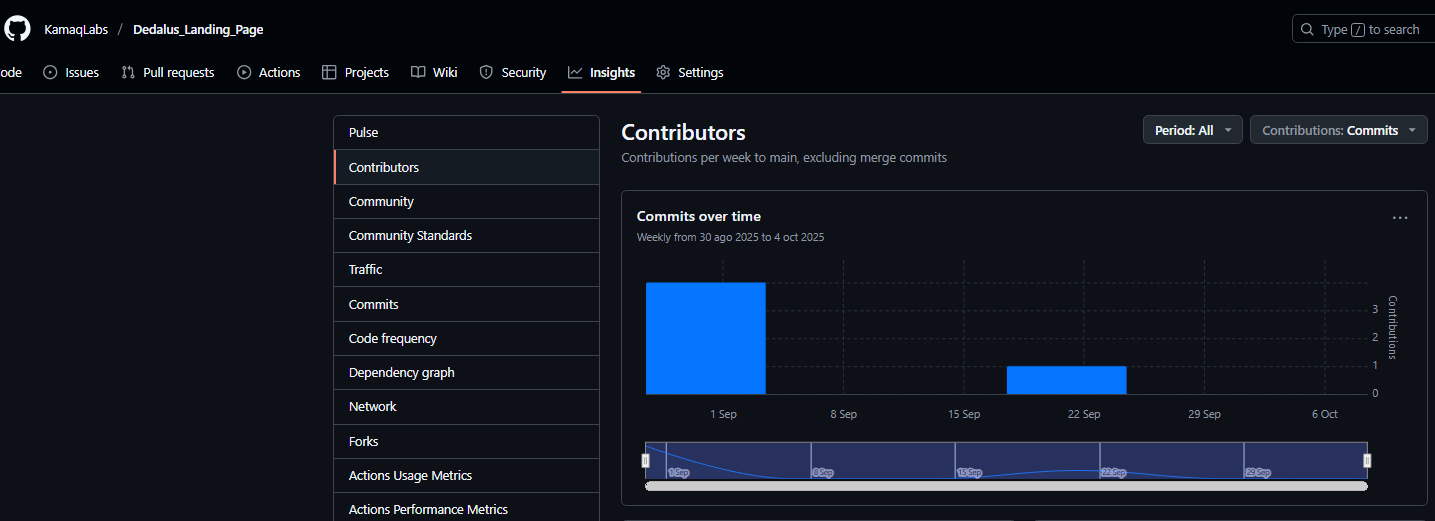 KamaqLabs / Dedalus_Landing_Page
Type / to search
ode Issues Pull requests Actions Projects Wiki Security Insights Settings
Pulse
Contributors
Community
Community Standards
Traffic
Commits
Code frequency
Dependency graph
Network
Forks
Actions Usage Metrics
Actions Performance Metrics
Contributors
Contributions per week to main, excluding merge commits
Period: All
Contributions: Commits
Commits over time
Weekly from 30 ago 2025 to 4 oct 2025
3
2
1
0
Contributions
1 Sep 8 Sep 15 Sep 22 Sep 29 Sep 6 Oct
1 Sep 8 Sep 15 Sep 22 Sep 29 Sep